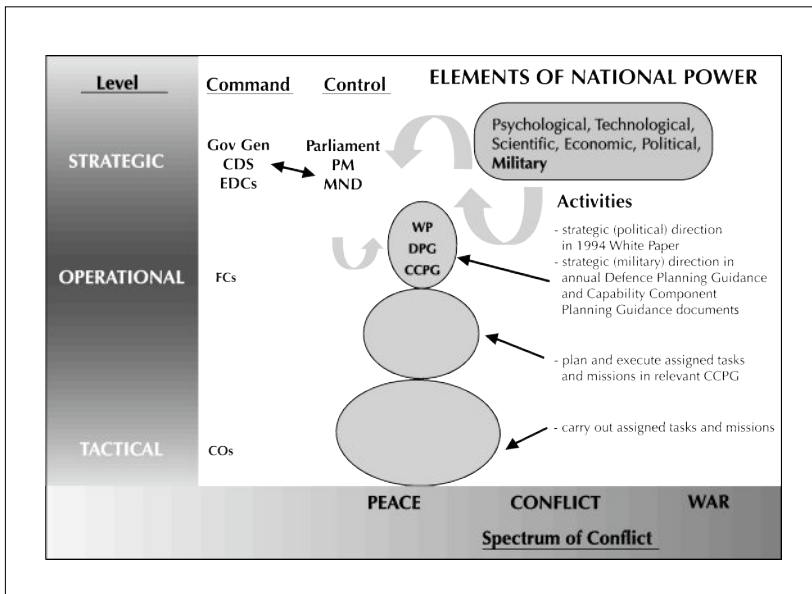 Level
Command
Control
ELEMENTS OF NATIONAL POWER
Psychological, Technological,
Scientific, Economic, Political,
Military
STRATEGIC
Gov Gen
CDS
EDCs
Parliament
PM
MND
Activities
- strategic (political) direction
in 1994 White Paper
- strategic (military) direction in
annual Defence Planning Guidance
and Capability Component
Planning Guidance documents
WP
DPG
CCPG
OPERATIONAL
FCs
- plan and execute assigned tasks
and missions in relevant CCPG
TACTICAL
COs
- carry out assigned tasks and missions
PEACE
CONFLICT
WAR
Spectrum of Conflict